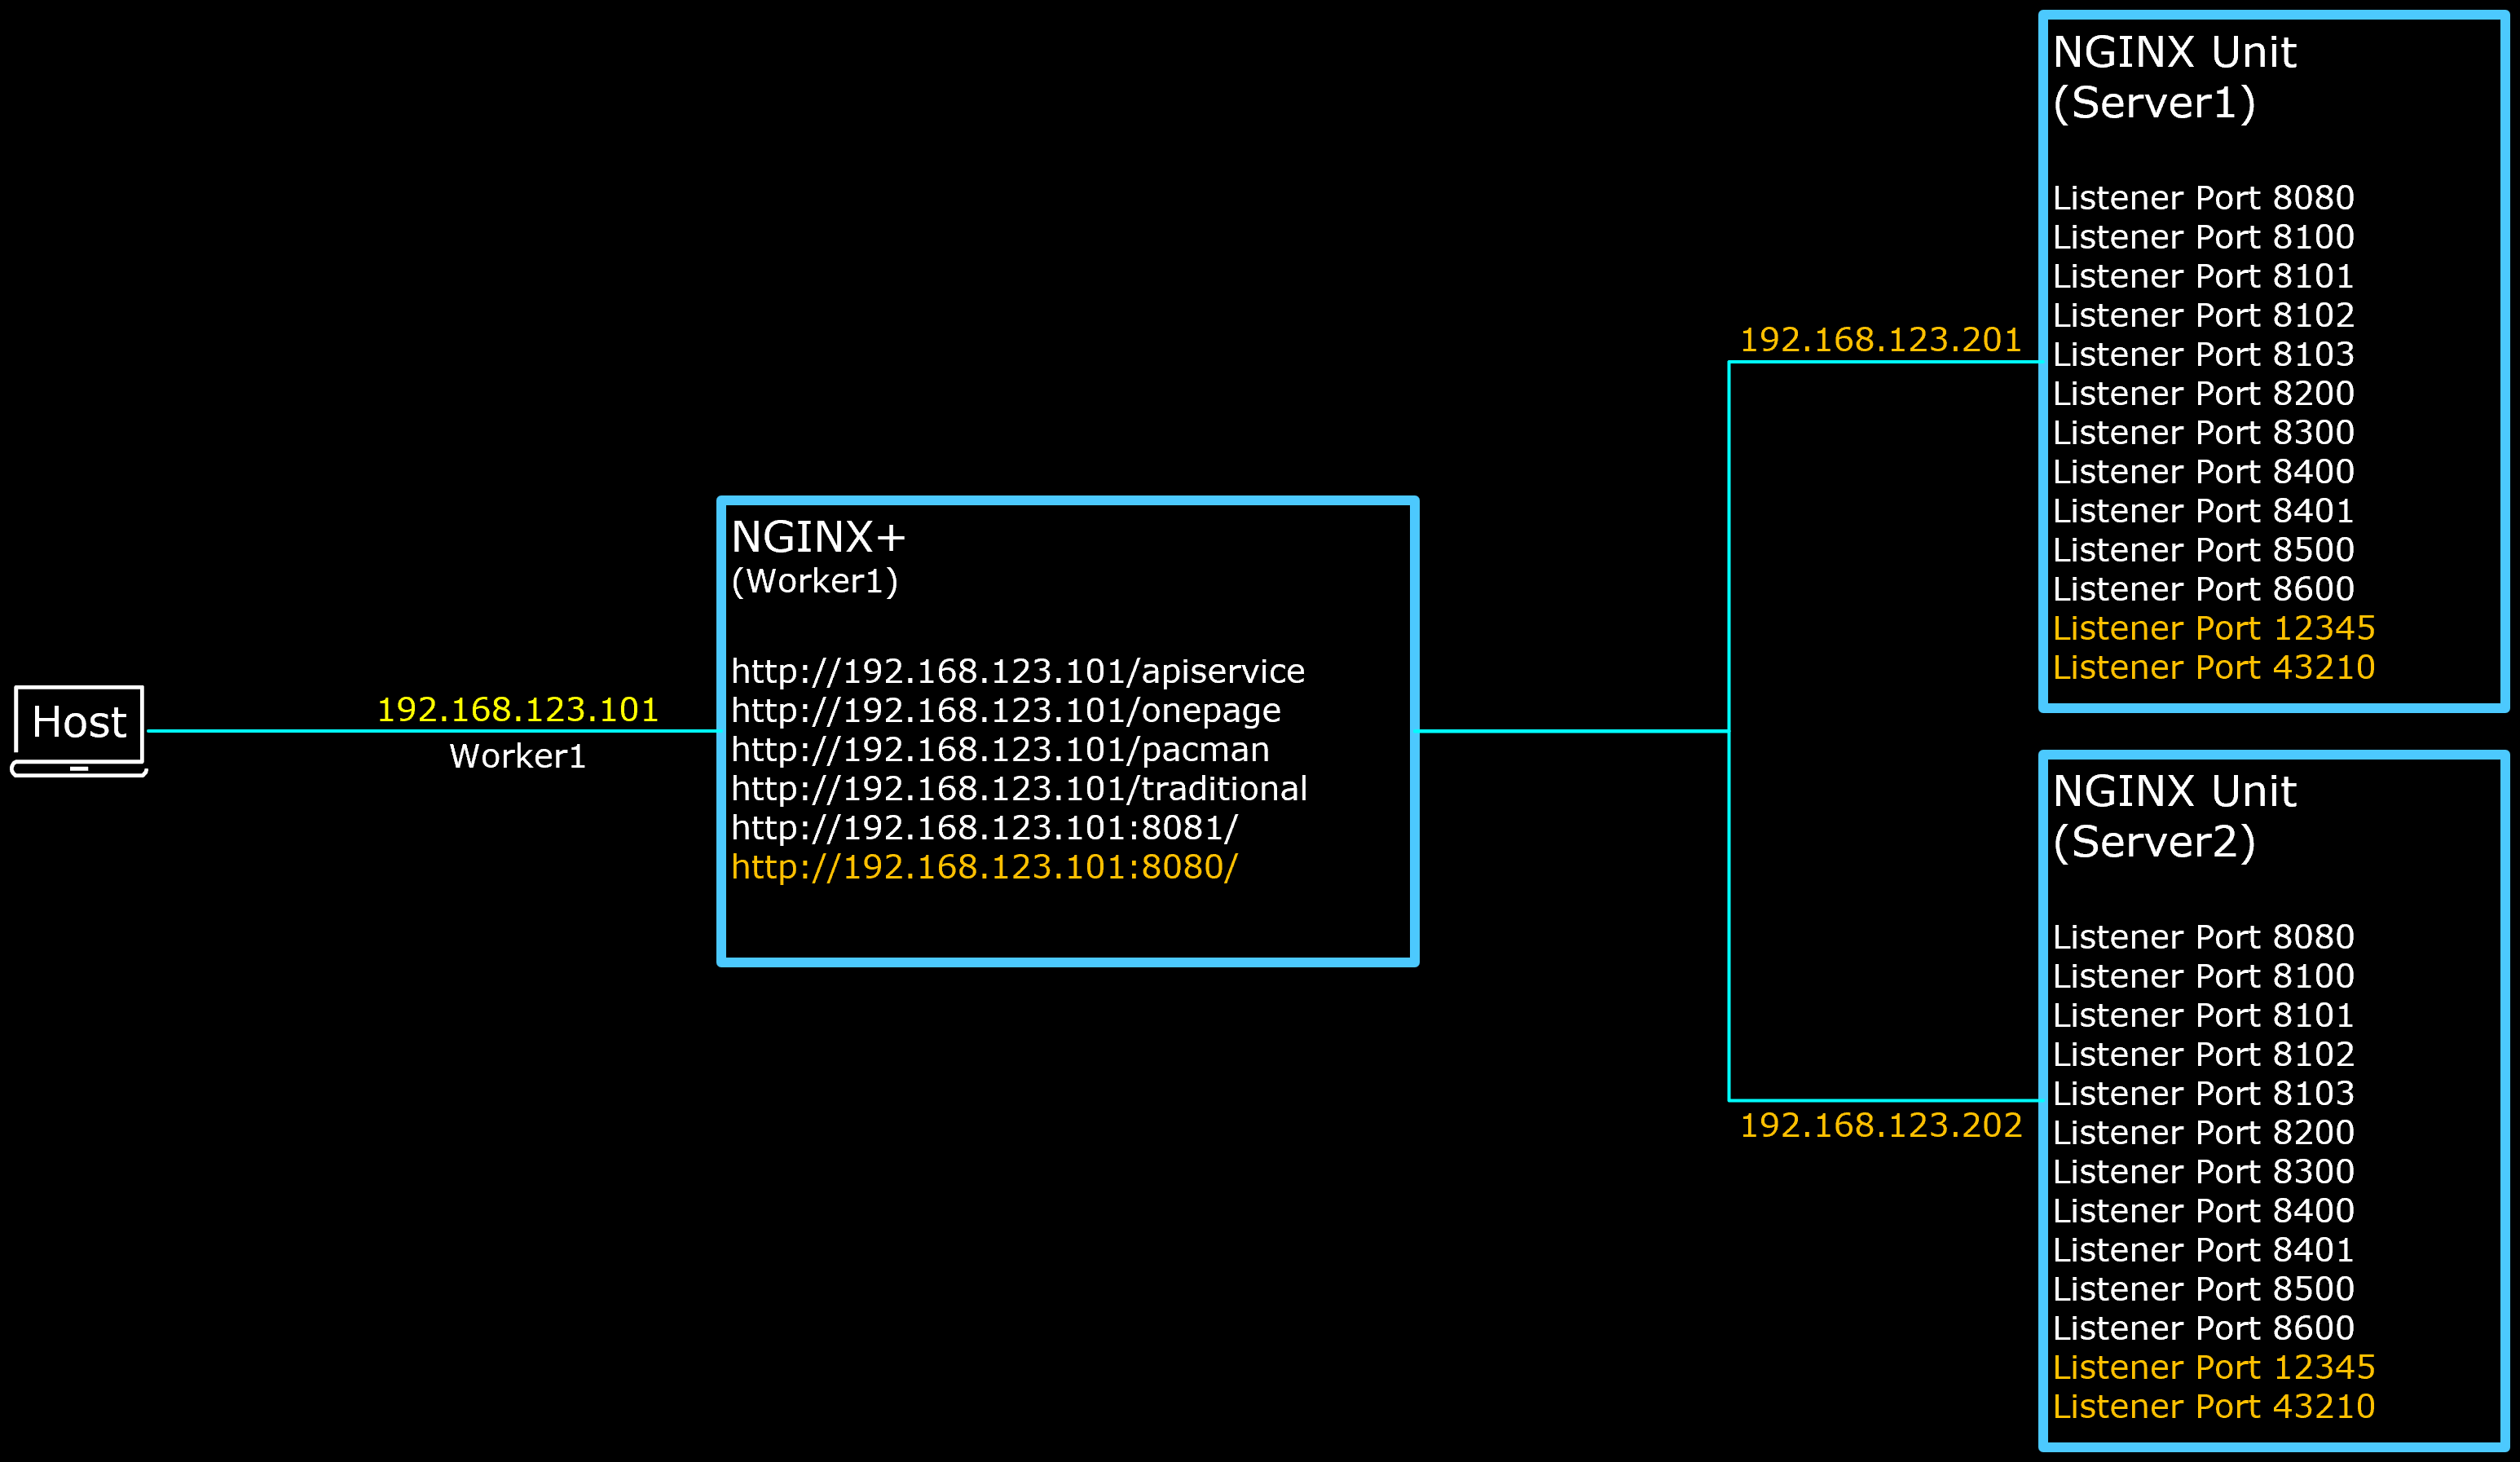 Host
192.168.123.101
Worker1
NGINX+
(Worker1)
http://192.168.123.101/apiservice
http://192.168.123.101/onepage
http://192.168.123.101/pacman
http://192.168.123.101/traditional
http://192.168.123.101:8081/
http://192.168.123.101:8080/
192.168.123.201
NGINX Unit
(Server1)
Listener Port 8080
Listener Port 8100
Listener Port 8101
Listener Port 8102
Listener Port 8103
Listener Port 8200
Listener Port 8300
Listener Port 8400
Listener Port 8401
Listener Port 8500
Listener Port 8600
Listener Port 12345
Listener Port 43210
192.168.123.202
NGINX Unit
(Server2)
Listener Port 8080
Listener Port 8100
Listener Port 8101
Listener Port 8102
Listener Port 8103
Listener Port 8200
Listener Port 8300
Listener Port 8400
Listener Port 8401
Listener Port 8500
Listener Port 8600
Listener Port 12345
Listener Port 43210